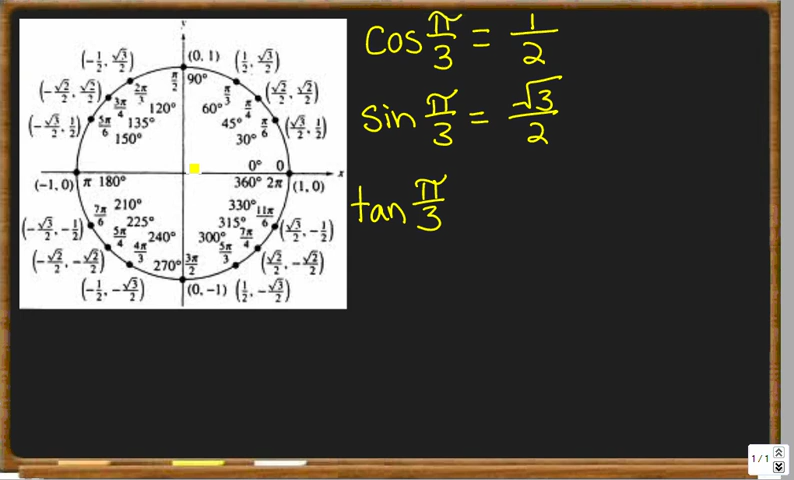 y
(0, 1)
(-1/2, √3/2) (1/2, √3/2)
π/2 90°
(-√2/2, √2/2) 2π/3 π/3 (√2/2, √2/2)
3π/4 120° 60° π/4
(-√3/2, 1/2) 5π/6 135° 45° π/6 (√3/2, 1/2)
150° 30°
0° 0 x
(-1, 0) π 180° 360° 2π (1, 0)
7π/6 210° 330° 11π/6
(-√3/2, -1/2) 225° 315° (√3/2, -1/2)
5π/4 240° 300° 7π/4
(-√2/2, -√2/2) 4π/3 5π/3 (√2/2, -√2/2)
270° 3π/2
(-1/2, -√3/2) (0, -1) (1/2, -√3/2)
cos π/3 = 1/2
sin π/3 = √3/2
tan π/3
1 / 1